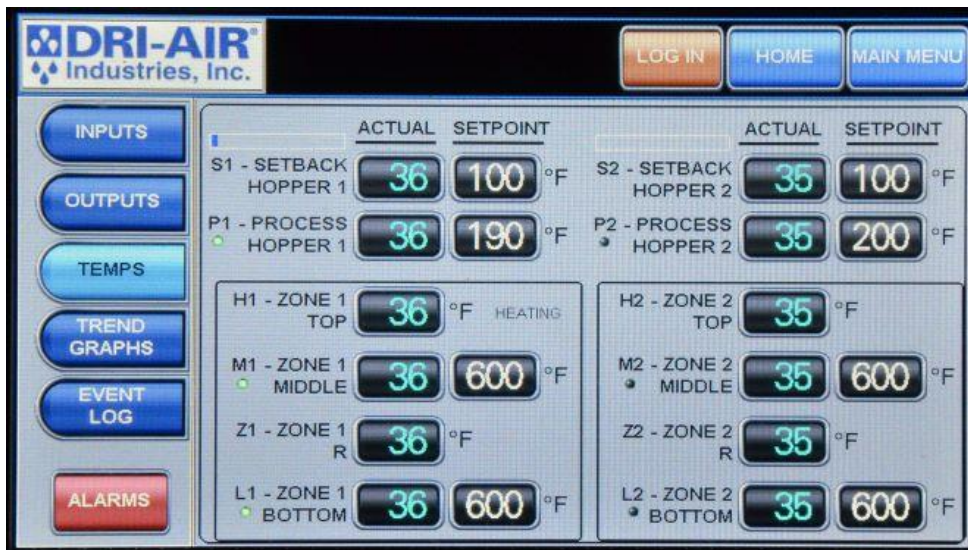 DRI-AIR®
Industries, Inc.
LOG IN
HOME
MAIN MENU
INPUTS
OUTPUTS
TEMPS
TREND
GRAPHS
EVENT
LOG
ALARMS
ACTUAL SETPOINT
S1 - SETBACK
HOPPER 1 36 100 °F
P1 - PROCESS
HOPPER 1 36 190 °F
H1 - ZONE 1
TOP 36 °F HEATING
M1 - ZONE 1
MIDDLE 36 600 °F
Z1 - ZONE 1
R 36 °F
L1 - ZONE 1
BOTTOM 36 600 °F
ACTUAL SETPOINT
S2 - SETBACK
HOPPER 2 35 100 °F
P2 - PROCESS
HOPPER 2 35 200 °F
H2 - ZONE 2
TOP 35 °F
M2 - ZONE 2
MIDDLE 35 600 °F
Z2 - ZONE 2
R 35 °F
L2 - ZONE 2
BOTTOM 35 600 °F